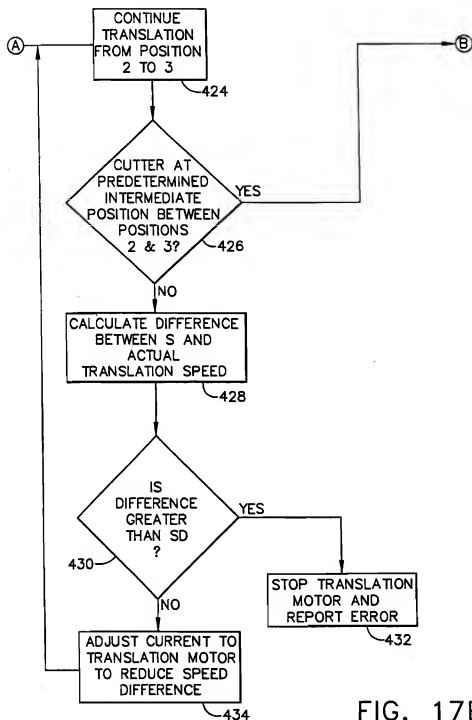 CONTINUE
TRANSLATION
FROM POSITION
2 TO 3
A
B
424
CUTTER AT
PREDETERMINED
INTERMEDIATE
POSITION BETWEEN
POSITIONS
2 & 3?
YES
426
NO
CALCULATE DIFFERENCE
BETWEEN S AND
ACTUAL
TRANSLATION SPEED
428
IS
DIFFERENCE
GREATER
THAN SD
?
YES
430
NO
STOP TRANSLATION
MOTOR AND
REPORT ERROR
432
ADJUST CURRENT TO
TRANSLATION MOTOR
TO REDUCE SPEED
DIFFERENCE
434
FIG. 17